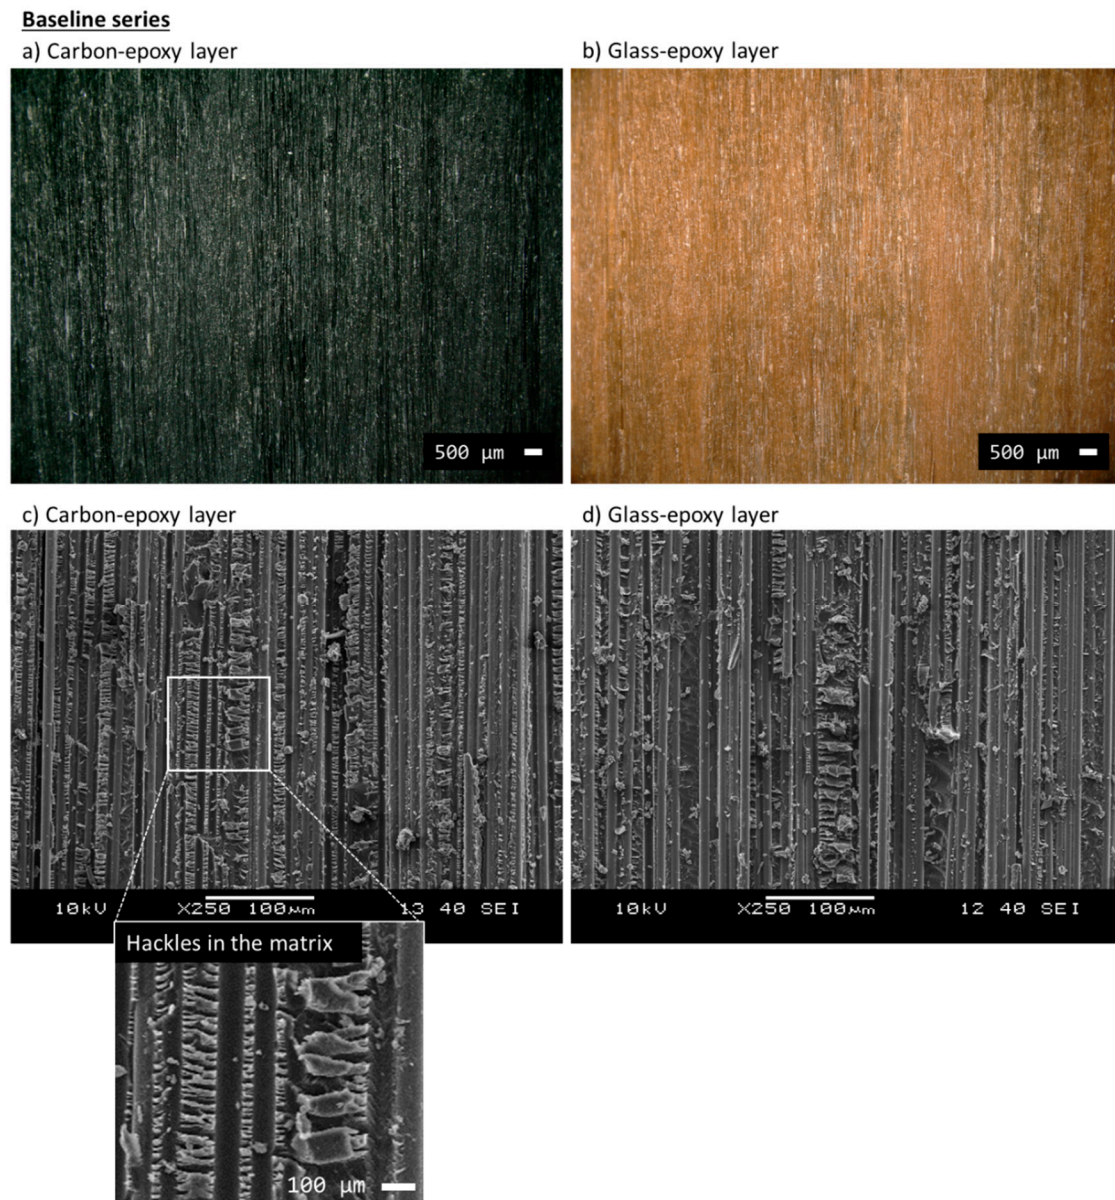 Baseline series
a) Carbon-epoxy layer
b) Glass-epoxy layer
500 µm
500 µm
c) Carbon-epoxy layer
d) Glass-epoxy layer
10kV X250 100µm 13 40 SEI
10kV X250 100µm 12 40 SEI
Hackles in the matrix
100 µm